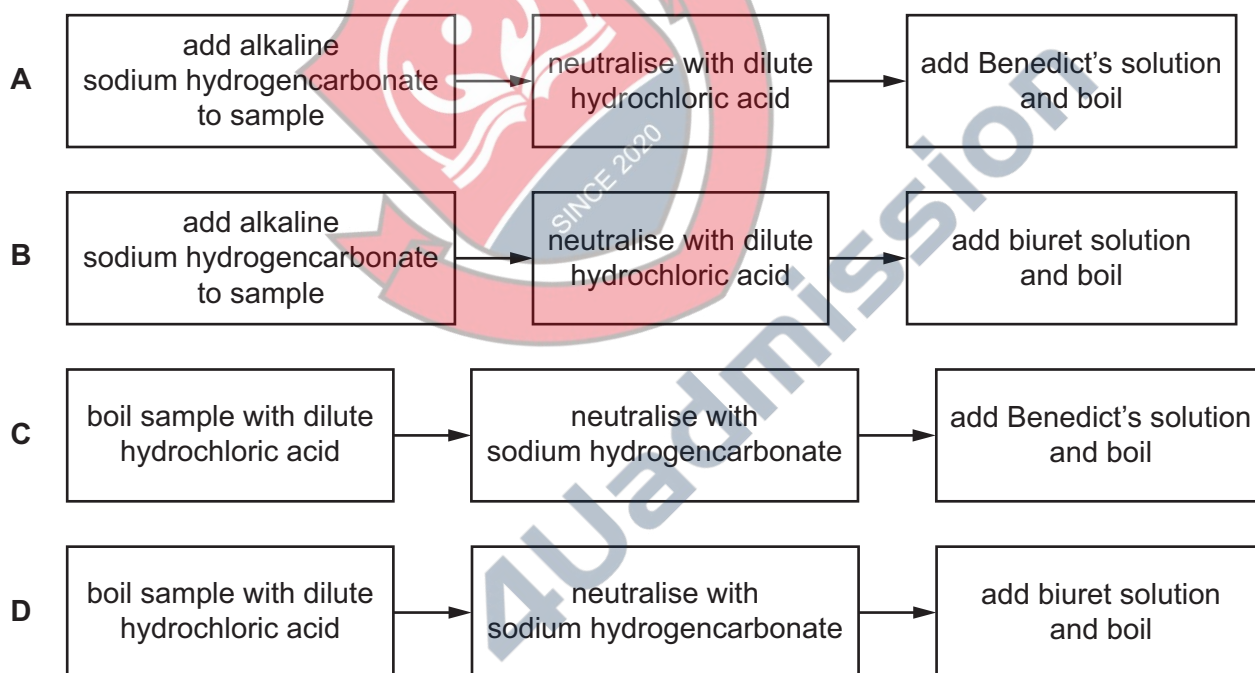 A
add alkaline
sodium hydrogencarbonate
to sample
neutralise with dilute
hydrochloric acid
add Benedict's solution
and boil
B
add alkaline
sodium hydrogencarbonate
to sample
neutralise with dilute
hydrochloric acid
add biuret solution
and boil
C
boil sample with dilute
hydrochloric acid
neutralise with
sodium hydrogencarbonate
add Benedict's solution
and boil
D
boil sample with dilute
hydrochloric acid
neutralise with
sodium hydrogencarbonate
add biuret solution
and boil
SINCE 2020
4Uadmission